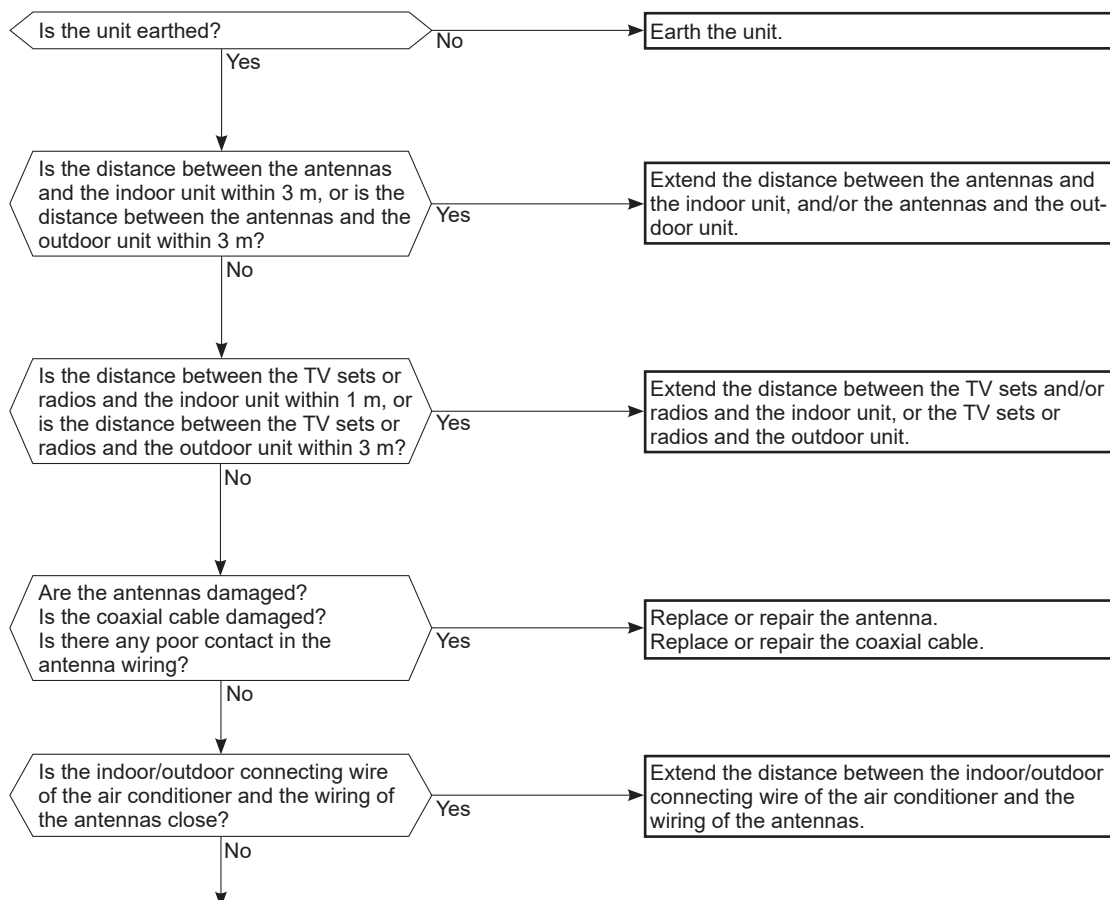 Is the unit earthed?
No
Earth the unit.
Yes
Is the distance between the antennas
and the indoor unit within 3 m, or is the
distance between the antennas and the
outdoor unit within 3 m?
Yes
Extend the distance between the antennas and
the indoor unit, and/or the antennas and the out-
door unit.
No
Is the distance between the TV sets or
radios and the indoor unit within 1 m, or
is the distance between the TV sets or
radios and the outdoor unit within 3 m?
Yes
Extend the distance between the TV sets and/or
radios and the indoor unit, or the TV sets or
radios and the outdoor unit.
No
Are the antennas damaged?
Is the coaxial cable damaged?
Is there any poor contact in the
antenna wiring?
Yes
Replace or repair the antenna.
Replace or repair the coaxial cable.
No
Is the indoor/outdoor connecting wire
of the air conditioner and the wiring of
the antennas close?
Yes
Extend the distance between the indoor/outdoor
connecting wire of the air conditioner and the
wiring of the antennas.
No